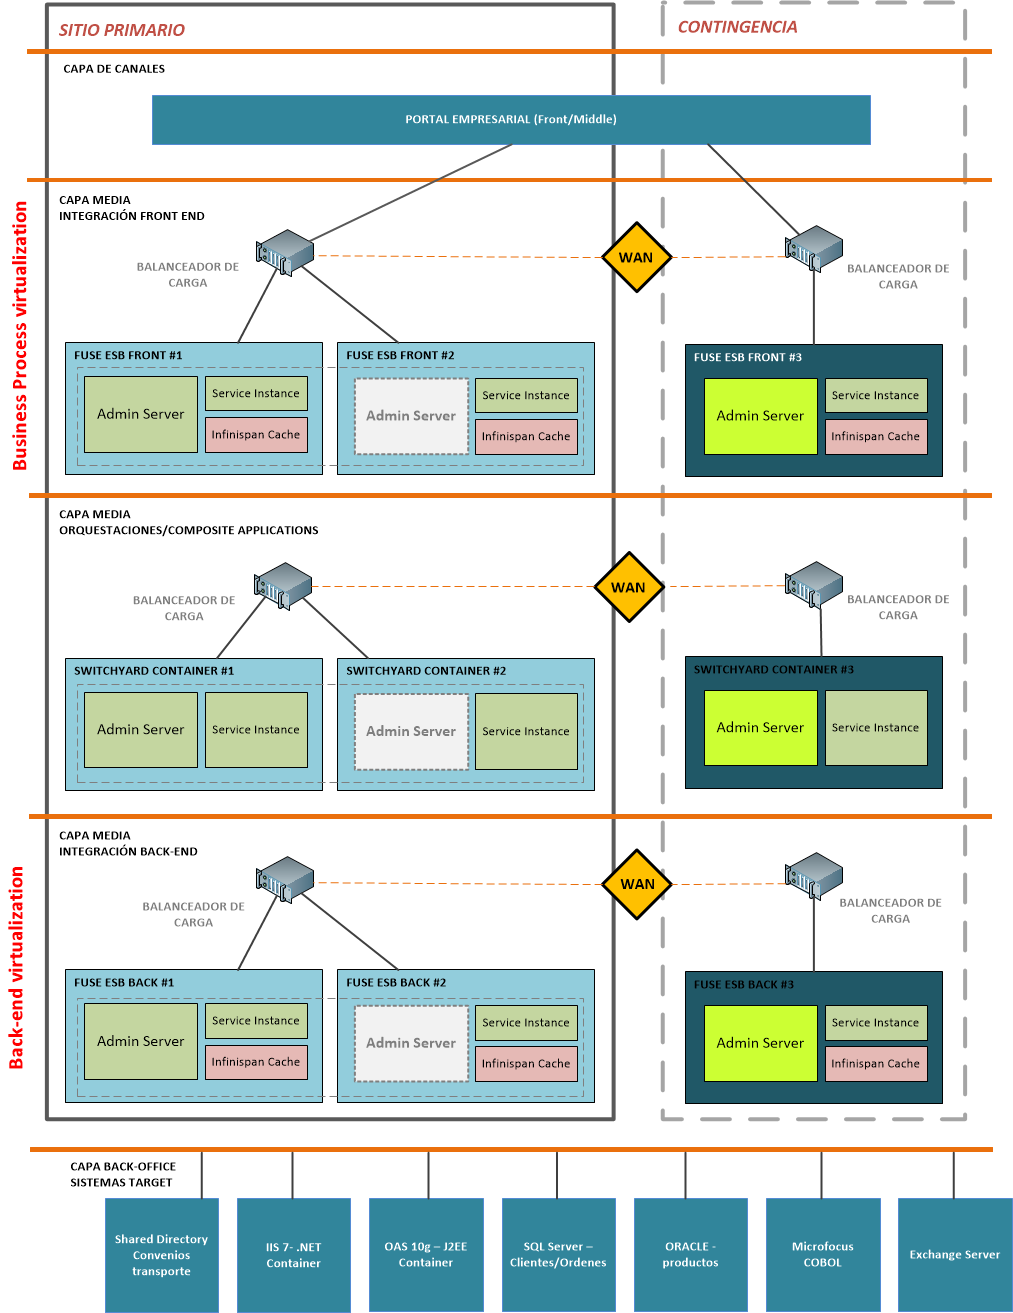 SITIO PRIMARIO
CONTINGENCIA
CAPA DE CANALES
PORTAL EMPRESARIAL (Front/Middle)
Business Process virtualization
CAPA MEDIA
INTEGRACIÓN FRONT END
BALANCEADOR DE
CARGA
WAN
BALANCEADOR DE
CARGA
FUSE ESB FRONT #1
Admin Server
Service Instance
Infinispan Cache
FUSE ESB FRONT #2
Admin Server
Service Instance
Infinispan Cache
FUSE ESB FRONT #3
Admin Server
Service Instance
Infinispan Cache
CAPA MEDIA
ORQUESTACIONES/COMPOSITE APPLICATIONS
BALANCEADOR DE
CARGA
WAN
BALANCEADOR DE
CARGA
SWITCHYARD CONTAINER #1
Admin Server
Service Instance
SWITCHYARD CONTAINER #2
Admin Server
Service Instance
SWITCHYARD CONTAINER #3
Admin Server
Service Instance
Back-end virtualization
CAPA MEDIA
INTEGRACIÓN BACK-END
BALANCEADOR DE
CARGA
WAN
BALANCEADOR DE
CARGA
FUSE ESB BACK #1
Admin Server
Service Instance
Infinispan Cache
FUSE ESB BACK #2
Admin Server
Service Instance
Infinispan Cache
FUSE ESB BACK #3
Admin Server
Service Instance
Infinispan Cache
CAPA BACK-OFFICE
SISTEMAS TARGET
Shared Directory
Convenios
transporte
IIS 7- .NET
Container
OAS 10g – J2EE
Container
SQL Server –
Clientes/Ordenes
ORACLE -
productos
Microfocus
COBOL
Exchange Server